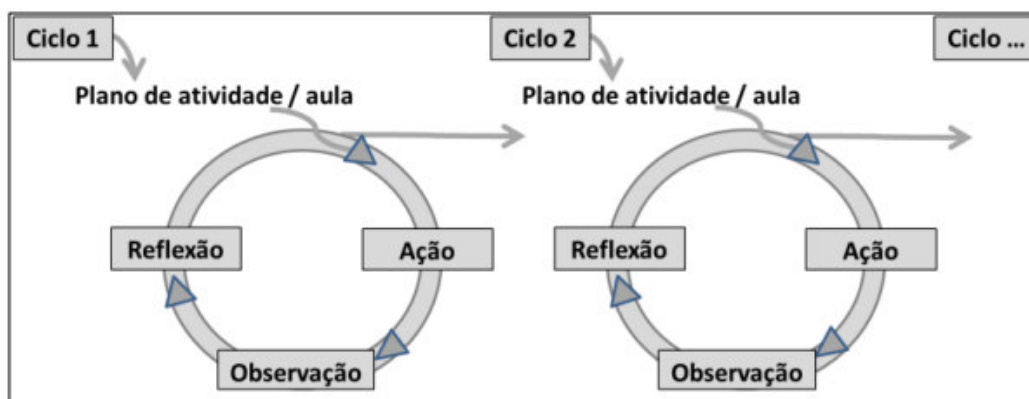 Ciclo 1
Plano de atividade / aula
Reflexão
Ação
Observação
Ciclo 2
Plano de atividade / aula
Reflexão
Ação
Observação
Ciclo ...